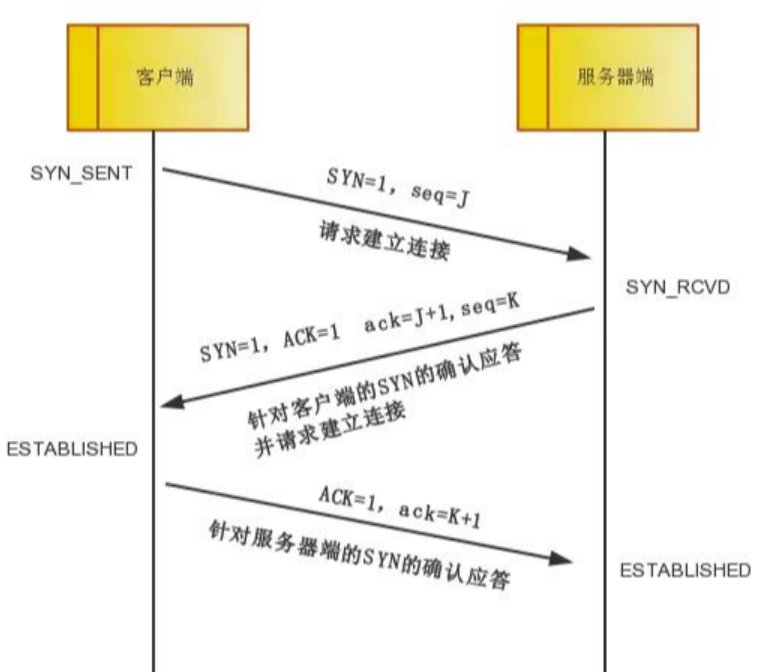 客户端
服务器端
SYN_SENT
SYN=1, seq=J
请求建立连接
SYN_RCVD
SYN=1, ACK=1 ack=J+1,seq=K
针对客户端的SYN的确认应答
并请求建立连接
ESTABLISHED
ACK=1, ack=K+1
针对服务器端的SYN的确认应答
ESTABLISHED